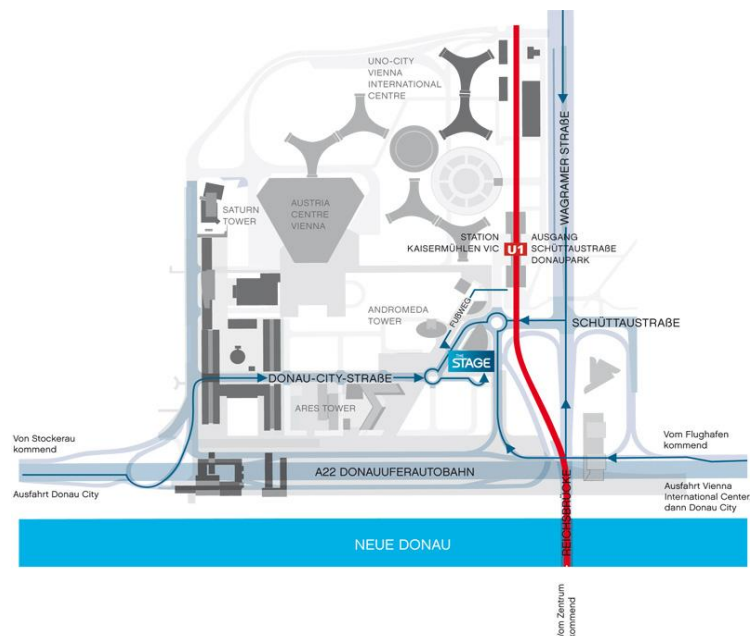 UNO-CITY
VIENNA
INTERNATIONAL
CENTRE
WAGRAMER STRAßE
SATURN
TOWER
AUSTRIA
CENTRE
VIENNA
STATION
KAISERMÜHLEN VIC
U1
AUSGANG
SCHÜTTAUSTRAßE
DONAUPARK
ANDROMEDA
TOWER
FUßWEG
SCHÜTTAUSTRAßE
THE
STAGE
DONAU-CITY-STRAßE
ARES TOWER
Von Stockerau
kommend
Vom Flughafen
kommend
A22 DONAUUFERAUTOBAHN
Ausfahrt Donau City
Ausfahrt Vienna
International Center,
dann Donau City
REICHSBRÜCKE
NEUE DONAU
Vom Zentrum
kommend